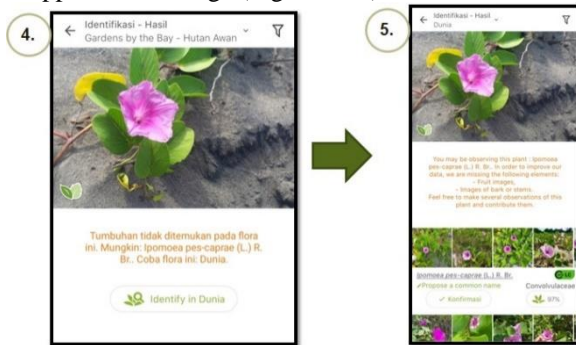 4.
Identifikasi - Hasil
Gardens by the Bay - Hutan Awan
Tumbuhan tidak ditemukan pada flora
ini. Mungkin: Ipomoea pes-caprae (L.) R.
Br.. Coba flora ini: Dunia.
Identify in Dunia
5.
Identifikasi - Hasil
Dunia
You may be observing this plant : Ipomoea
pes-caprae (L.) R. Br.. In order to improve our
data, we are missing the following elements:
- Fruit images,
- Images of bark or stems.
Feel free to make several observations of this
plant and contribute them.
Ipomoea pes-caprae (L.) R. Br.
Propose a common name
Convolvulaceae
Konfirmasi
97%